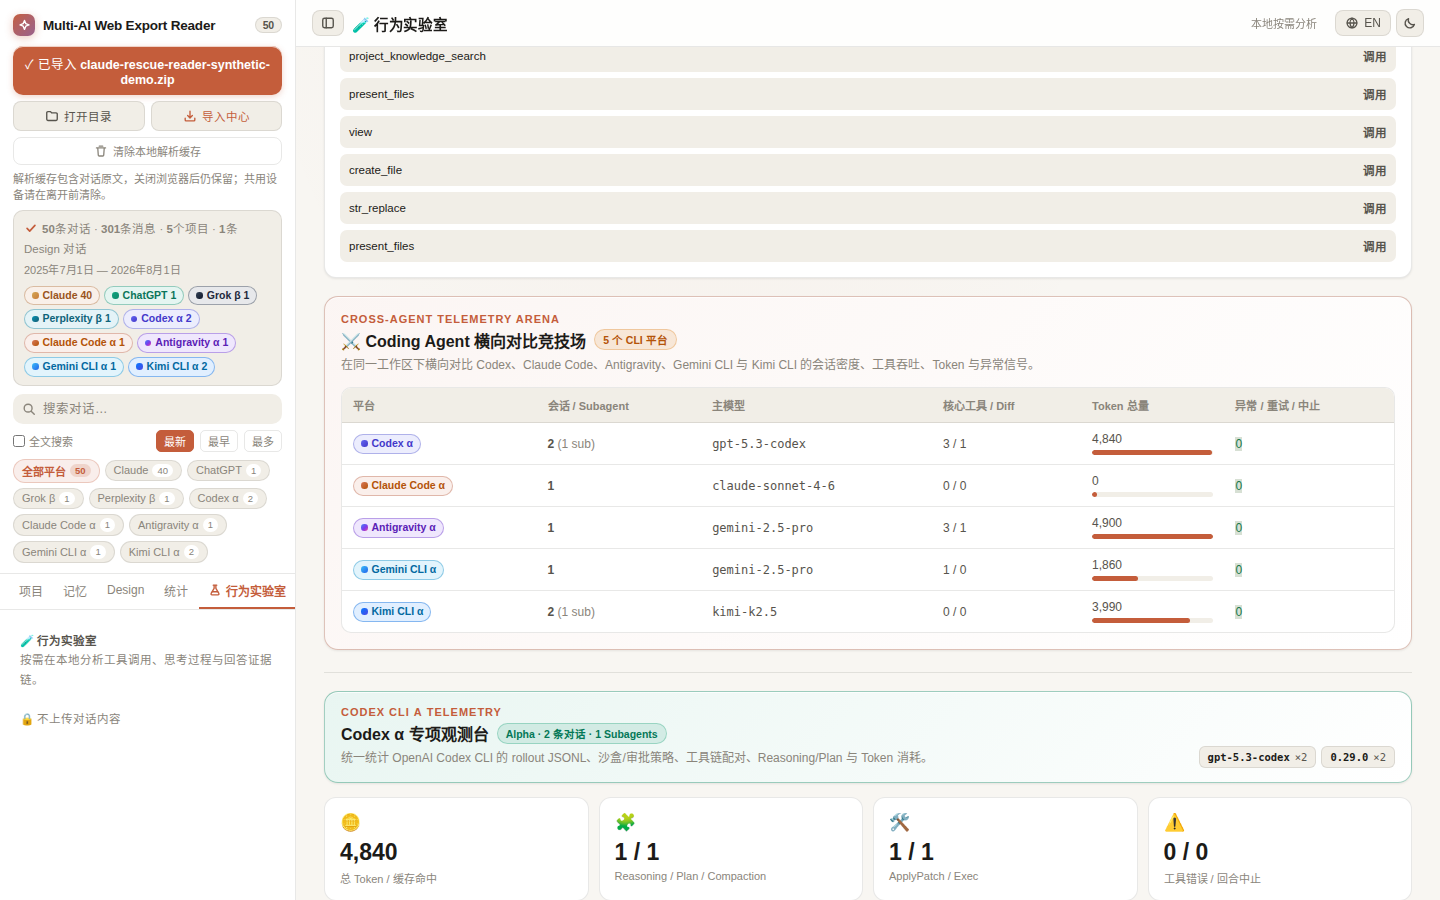 Multi-AI Web Export Reader
50
✓ 已导入 claude-rescue-reader-synthetic-
demo.zip
打开目录
导入中心
清除本地解析缓存
解析缓存包含对话原文，关闭浏览器后仍保留；共用设
备请在离开前清除。
50条对话 · 301条消息 · 5个项目 · 1条
Design 对话
2025年7月1日 — 2026年8月1日
Claude 40
ChatGPT 1
Grok β 1
Perplexity β 1
Codex α 2
Claude Code α 1
Antigravity α 1
Gemini CLI α 1
Kimi CLI α 2
搜索对话…
全文搜索
最新
最早
最多
全部平台 50
Claude 40
ChatGPT 1
Grok β 1
Perplexity β 1
Codex α 2
Claude Code α 1
Antigravity α 1
Gemini CLI α 1
Kimi CLI α 2
项目
记忆
Design
统计
行为实验室
🧪 行为实验室
按需在本地分析工具调用、思考过程与回答证据
链。
🔒 不上传对话内容
🧪 行为实验室
本地按需分析
EN
project_knowledge_search 调用
present_files 调用
view 调用
create_file 调用
str_replace 调用
present_files 调用
CROSS-AGENT TELEMETRY ARENA
⚔️ Coding Agent 横向对比竞技场 5 个 CLI 平台
在同一工作区下横向对比 Codex、Claude Code、Antigravity、Gemini CLI 与 Kimi CLI 的会话密度、工具吞吐、Token 与异常信号。
平台 会话 / Subagent 主模型 核心工具 / Diff Token 总量 异常 / 重试 / 中止
Codex α 2 (1 sub) gpt-5.3-codex 3 / 1 4,840 0
Claude Code α 1 claude-sonnet-4-6 0 / 0 0 0
Antigravity α 1 gemini-2.5-pro 3 / 1 4,900 0
Gemini CLI α 1 gemini-2.5-pro 1 / 0 1,860 0
Kimi CLI α 2 (1 sub) kimi-k2.5 0 / 0 3,990 0
CODEX CLI Α TELEMETRY
Codex α 专项观测台 Alpha · 2 条对话 · 1 Subagents
统一统计 OpenAI Codex CLI 的 rollout JSONL、沙盒/审批策略、工具链配对、Reasoning/Plan 与 Token 消耗。
gpt-5.3-codex ×2
0.29.0 ×2
4,840
总 Token / 缓存命中
1 / 1
Reasoning / Plan / Compaction
1 / 1
ApplyPatch / Exec
0 / 0
工具错误 / 回合中止